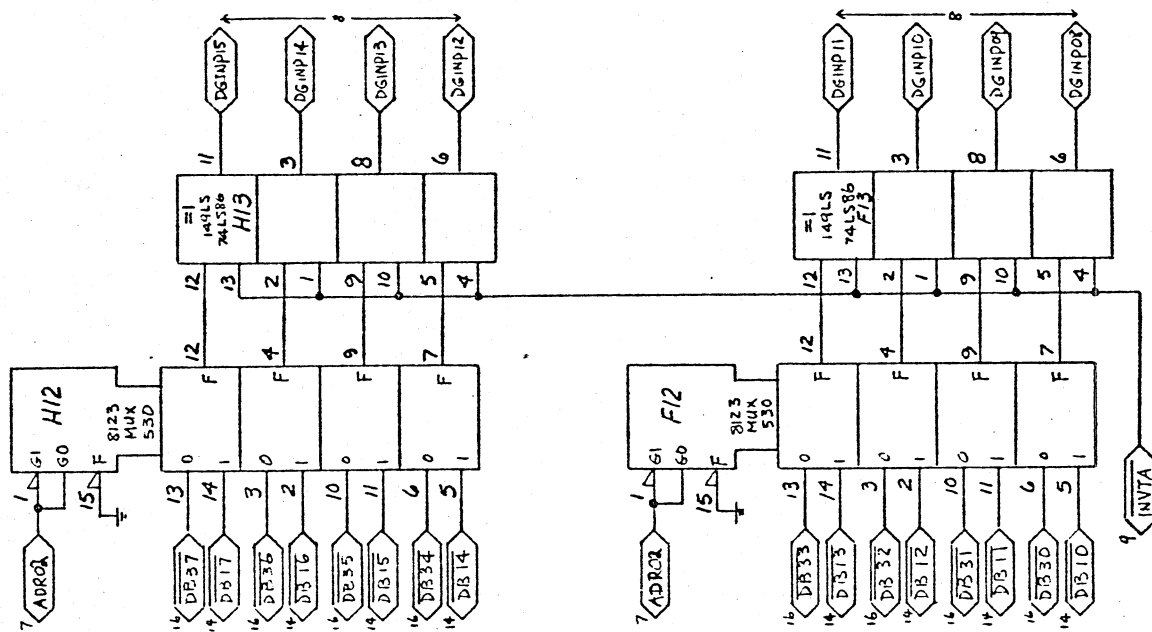 8
DGINP15
DGINP14
DGINP13
DGINP12
11
3
8
6
=1
149LS
74LS86
H13
12
13
2
1
9
10
5
4
12
4
9
7
H12
8123
MUX
530
G1
G0
F
1
15
F
F
F
F
0
1
0
1
0
1
0
1
13
14
3
2
10
11
6
5
7
ADR02
16 DB37
14 DB17
16 DB36
14 DB16
16 DB35
14 DB15
16 DB34
14 DB14
8
DGINP11
DGINP10
DGINP09
DGINP08
11
3
8
6
=1
149LS
74LS86
F13
12
13
2
1
9
10
5
4
12
4
9
7
F12
8123
MUX
530
G1
G0
F
1
15
F
F
F
F
0
1
0
1
0
1
0
1
13
14
3
2
10
11
6
5
7
ADR02
16 DB33
14 DB13
16 DB32
14 DB12
16 DB31
14 DB11
16 DB30
14 DB10
9
INVTA